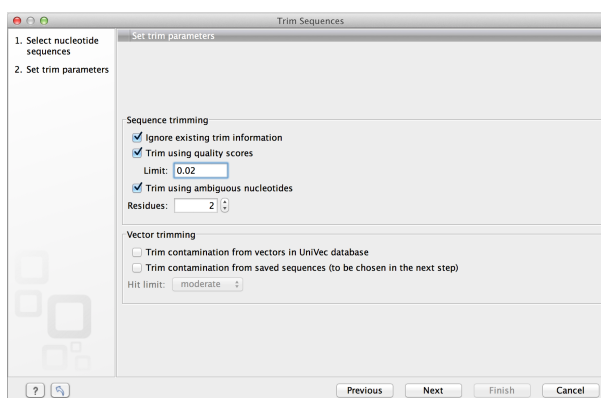 Trim Sequences
1. Select nucleotide
sequences
2. Set trim parameters
Set trim parameters
Sequence trimming
Ignore existing trim information
Trim using quality scores
Limit: 0.02
Trim using ambiguous nucleotides
Residues: 2
Vector trimming
Trim contamination from vectors in UniVec database
Trim contamination from saved sequences (to be chosen in the next step)
Hit limit: moderate
? Previous Next Finish Cancel